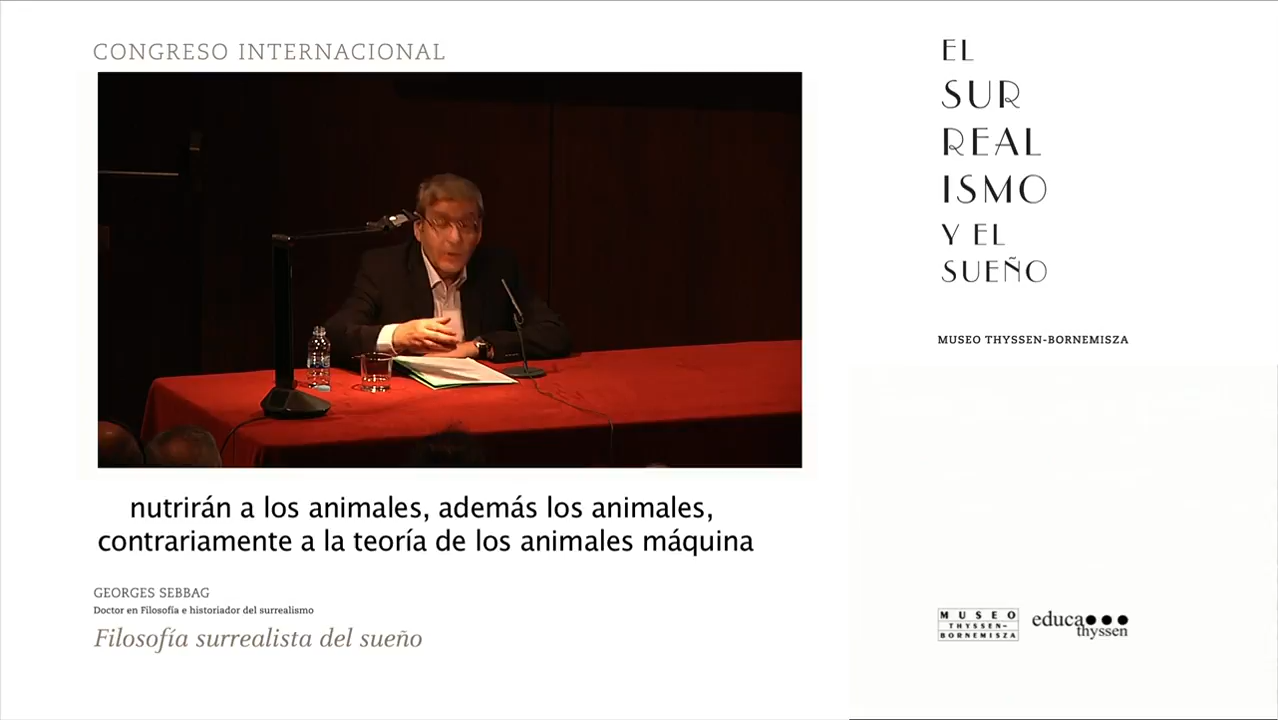 CONGRESO INTERNACIONAL
EL
SUR
REAL
ISMO
Y EL
SUEÑO
MUSEO THYSSEN-BORNEMISZA
nutrirán a los animales, además los animales,
contrariamente a la teoría de los animales máquina
GEORGES SEBBAG
Doctor en Filosofía e historiador del surrealismo
Filosofía surrealista del sueño
MUSEO
THYSSEN-
BORNEMISZA
educa
thyssen